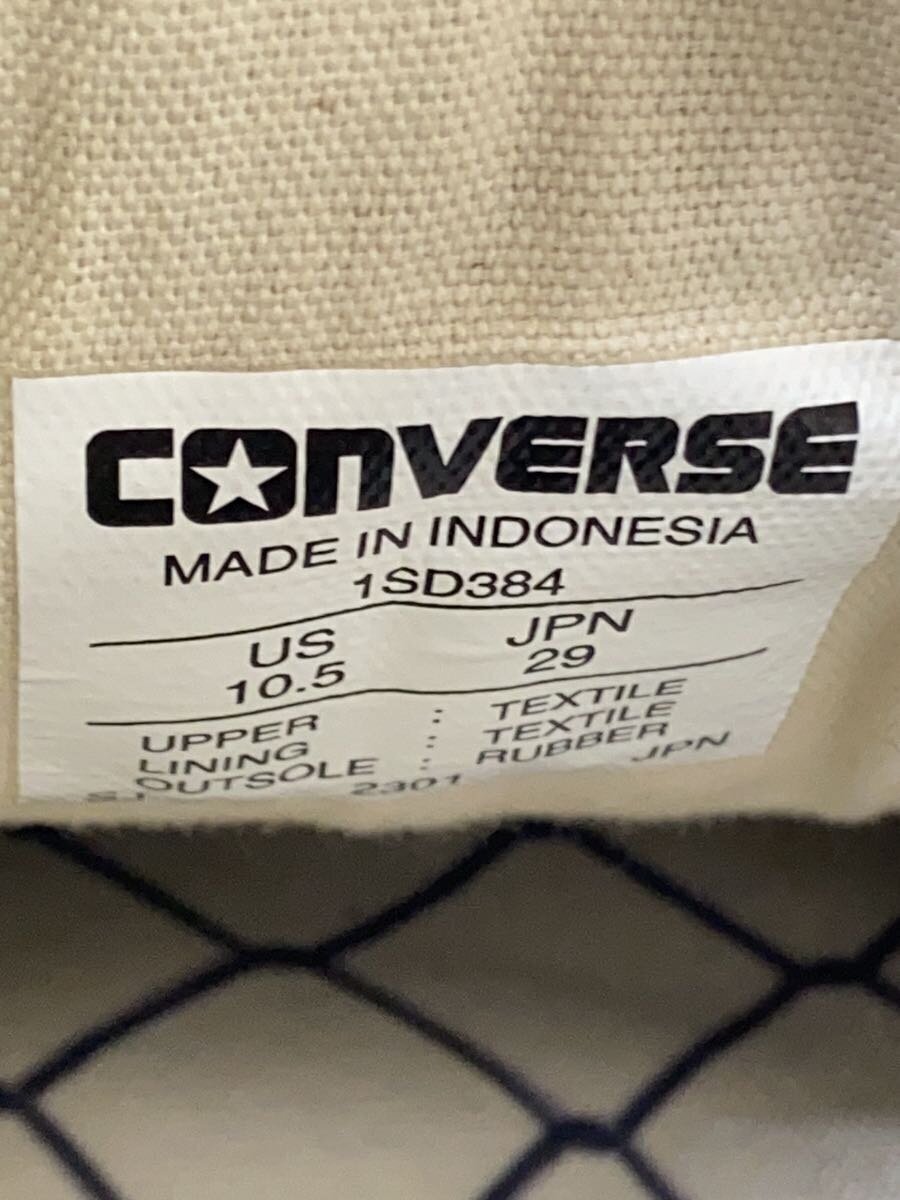 CONVERSE
MADE IN INDONESIA
1SD384
US JPN
10.5 29
UPPER : TEXTILE
LINING : TEXTILE
OUTSOLE : RUBBER
2301 JPN